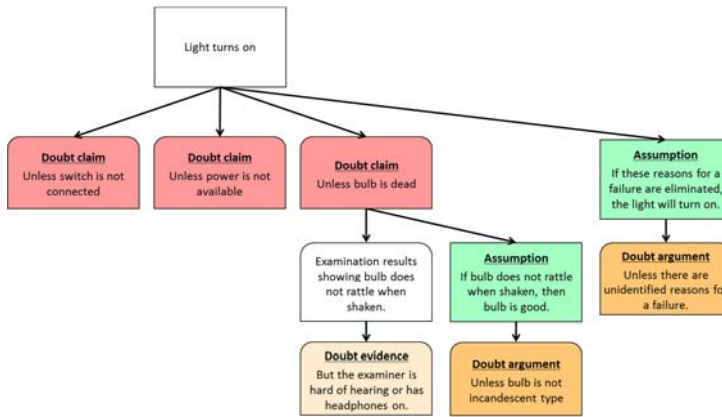 Light turns on
Doubt claim
Unless switch is not
connected
Doubt claim
Unless power is not
available
Doubt claim
Unless bulb is dead
Assumption
If these reasons for a
failure are eliminated,
the light will turn on.
Examination results
showing bulb does
not rattle when
shaken.
Assumption
If bulb does not rattle
when shaken, then
bulb is good.
Doubt argument
Unless there are
unidentified reasons fo
a failure.
Doubt evidence
But the examiner is
hard of hearing or has
headphones on.
Doubt argument
Unless bulb is not
incandescent type